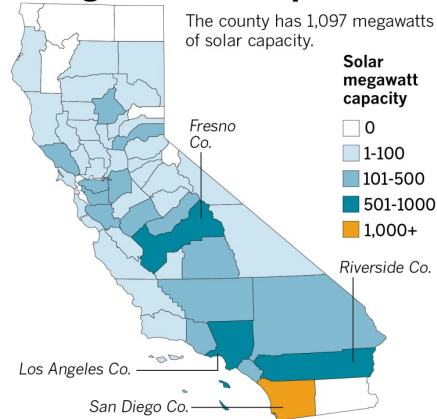 The county has 1,097 megawatts
of solar capacity.
Solar
megawatt
capacity
0
1-100
101-500
501-1000
1,000+
Fresno
Co.
Riverside Co.
Los Angeles Co.
San Diego Co.